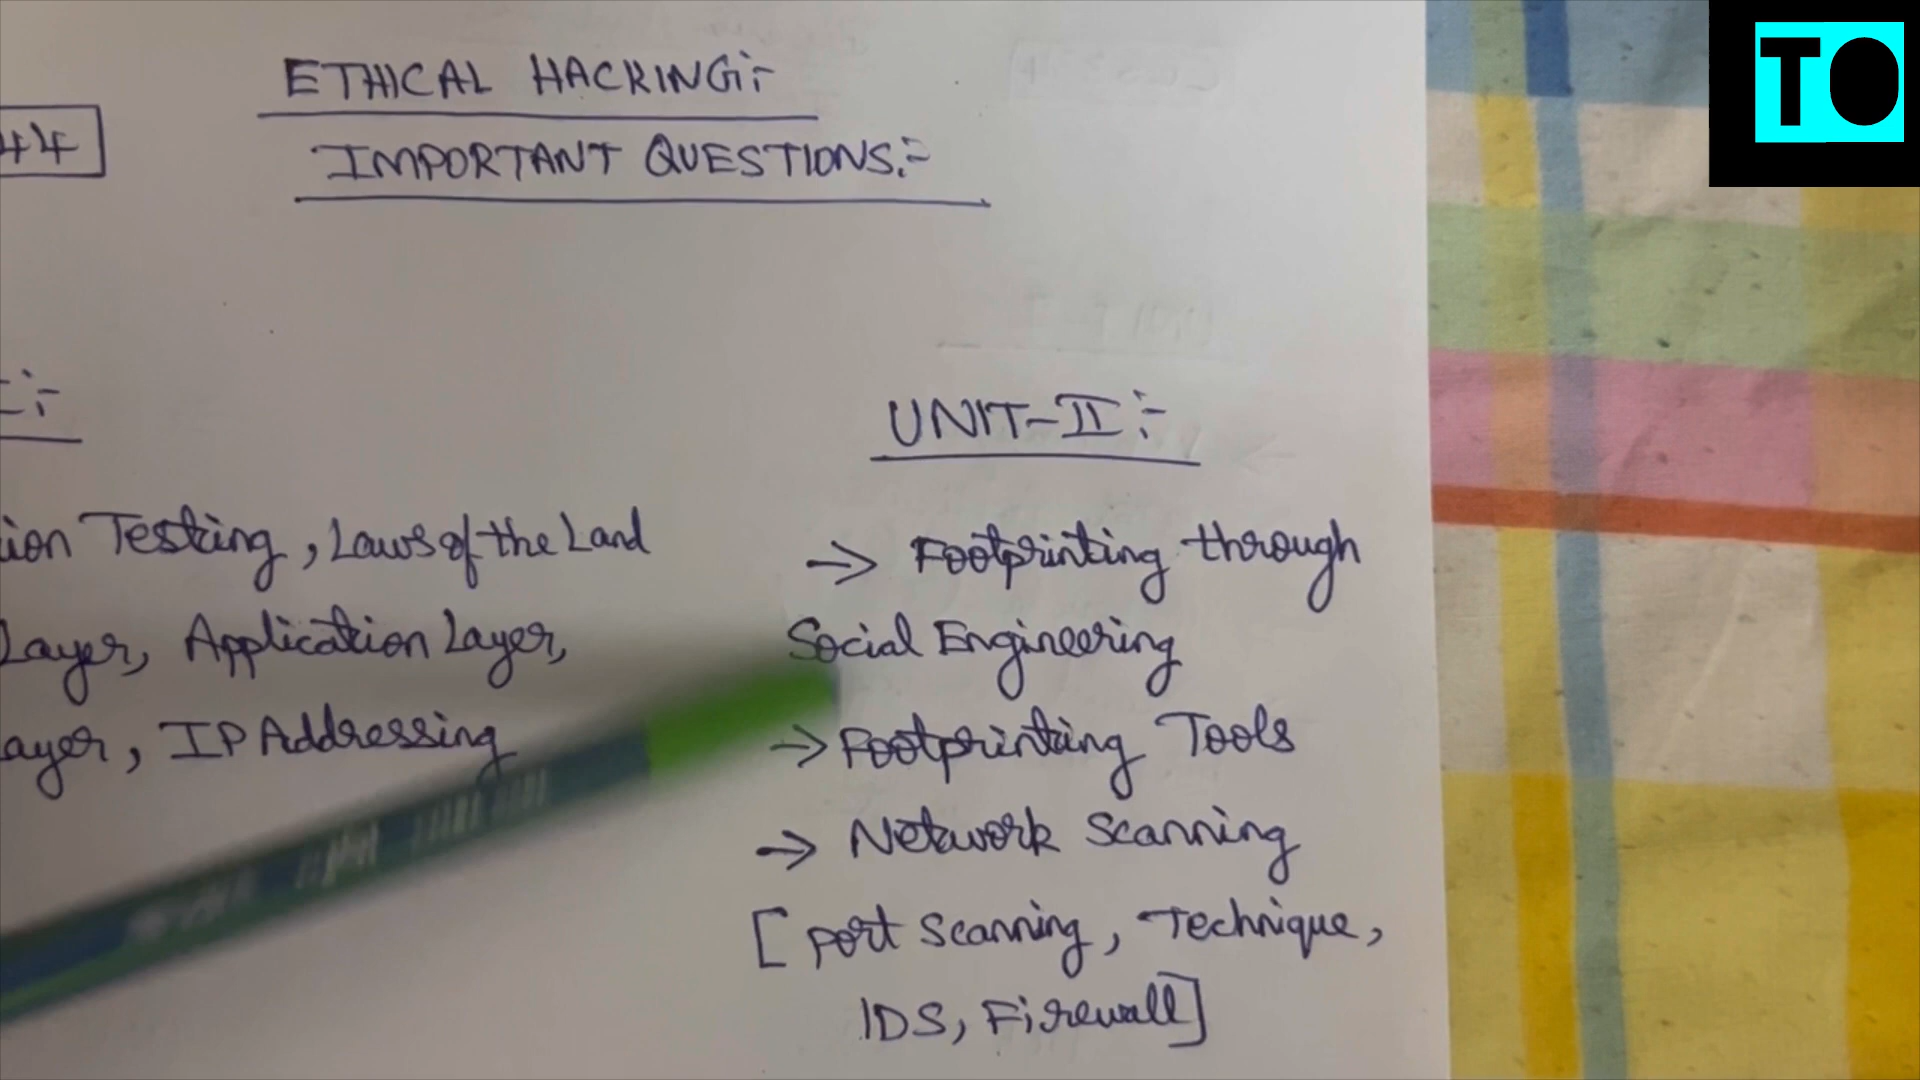 TO
ETHICAL HACKING:-
IMPORTANT QUESTIONS:-
44
UNIT-II:-
Testing, Laws of the Land
Layer, Application Layer,
ayer, IP Addressing
→ Footprinting through
Social Engineering
→ Footprinting Tools
→ Network Scanning
[Port Scanning, Technique,
IDS, Firewall]